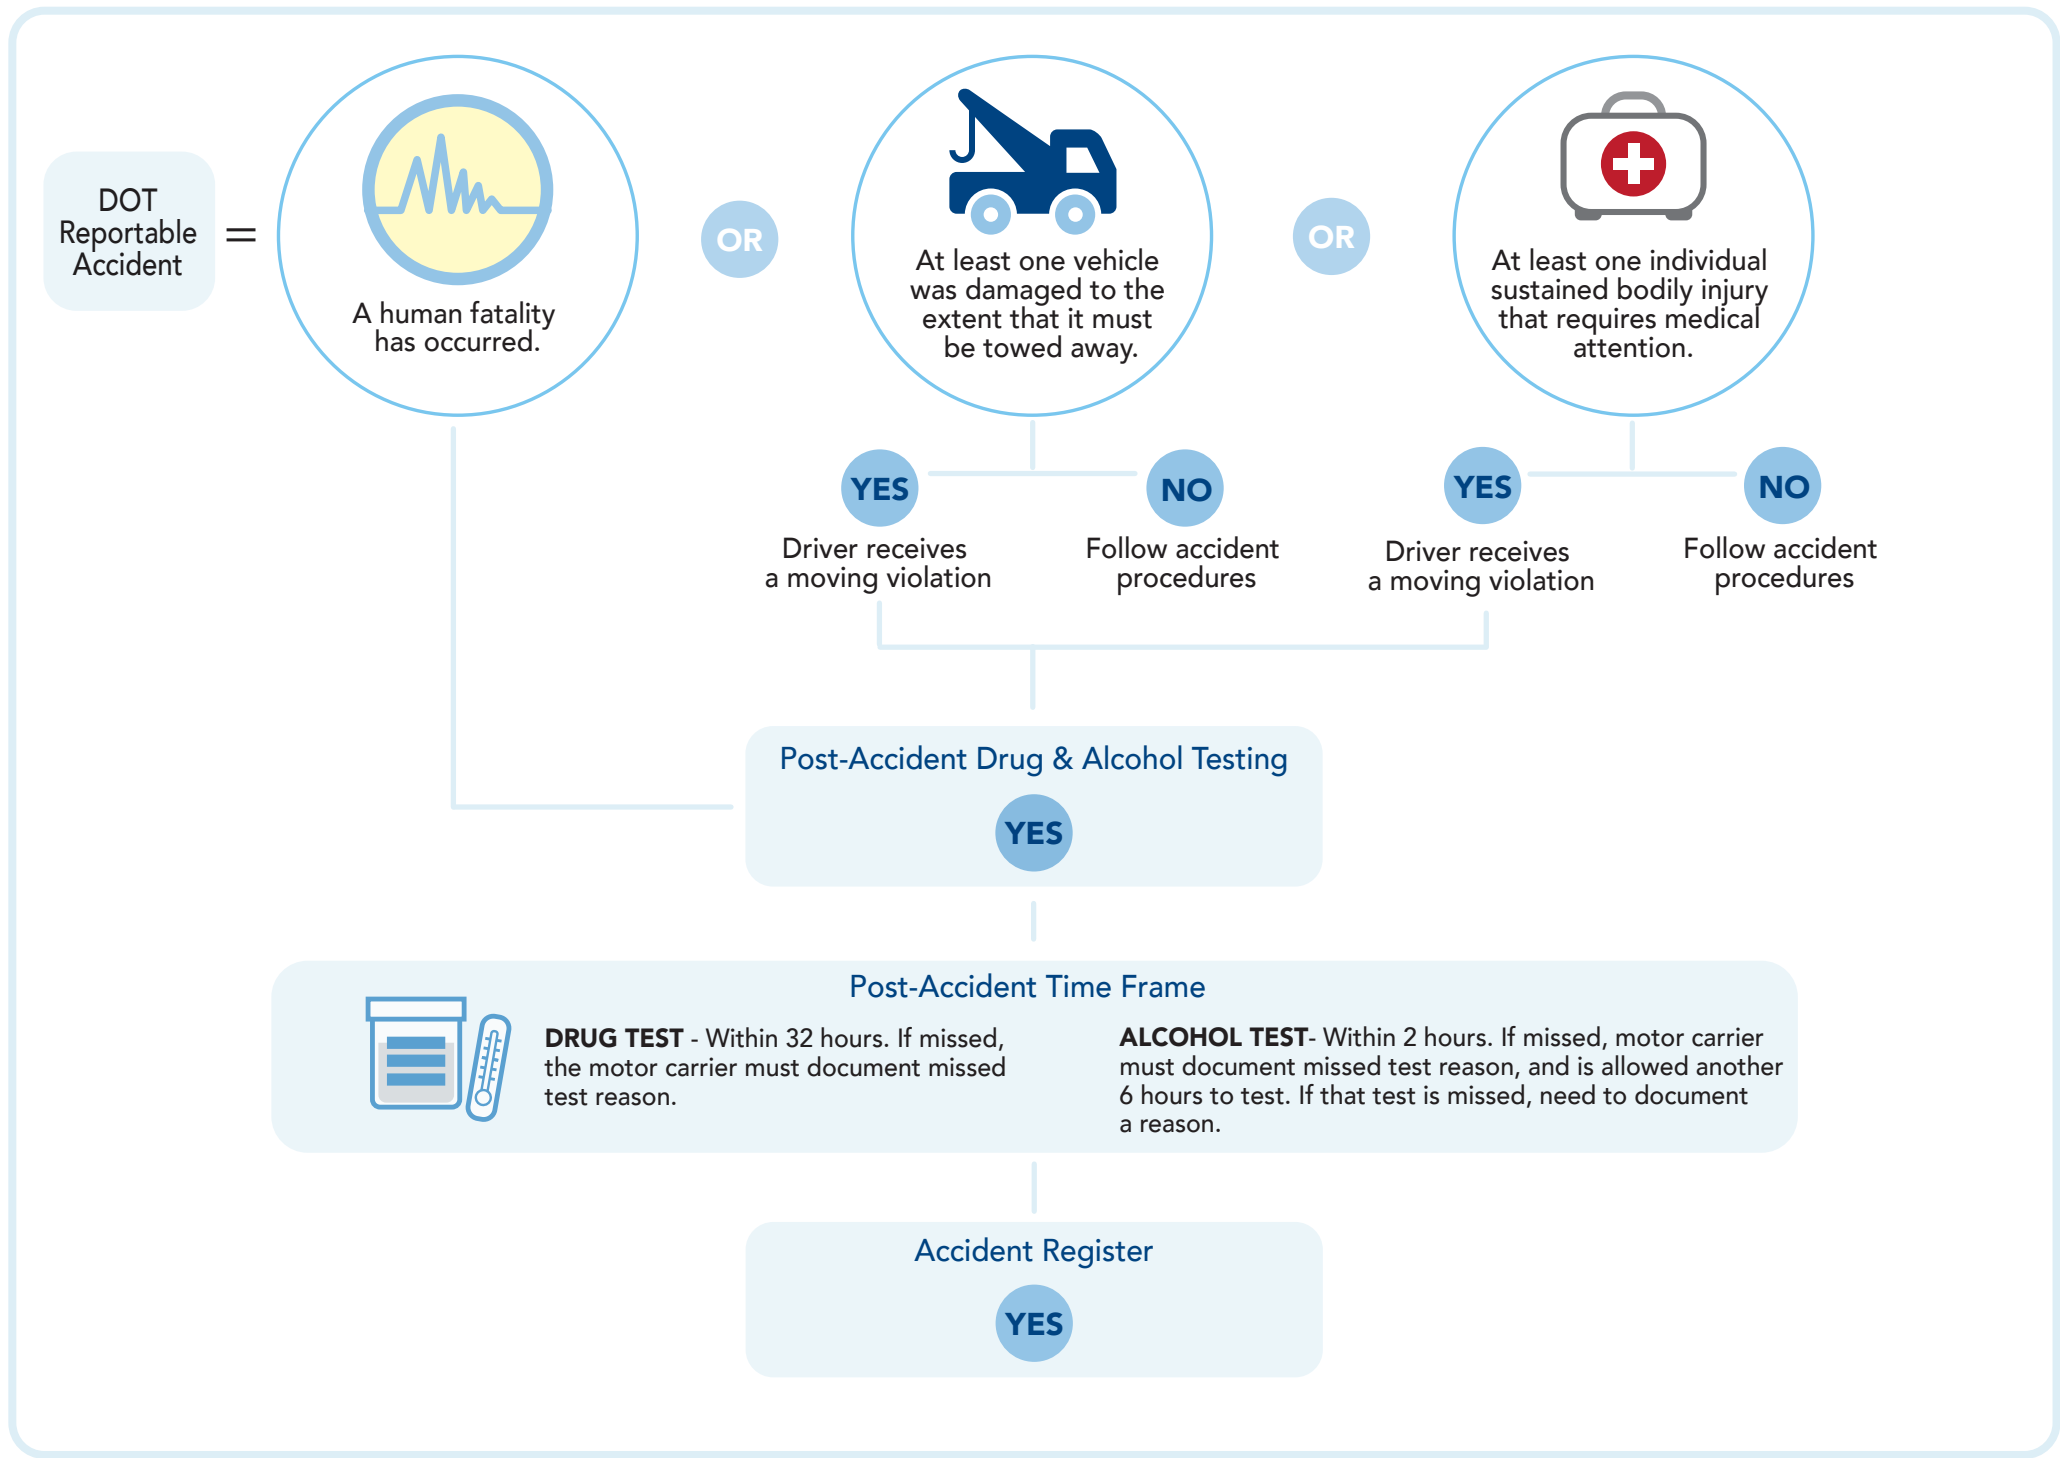 DOT
Reportable
Accident
=
A human fatality
has occurred.
OR
At least one vehicle
was damaged to the
extent that it must
be towed away.
OR
At least one individual
sustained bodily injury
that requires medical
attention.
YES
Driver receives
a moving violation
NO
Follow accident
procedures
YES
Driver receives
a moving violation
NO
Follow accident
procedures
Post-Accident Drug & Alcohol Testing
YES
Post-Accident Time Frame
DRUG TEST - Within 32 hours. If missed,
the motor carrier must document missed
test reason.
ALCOHOL TEST- Within 2 hours. If missed, motor carrier
must document missed test reason, and is allowed another
6 hours to test. If that test is missed, need to document
a reason.
Accident Register
YES